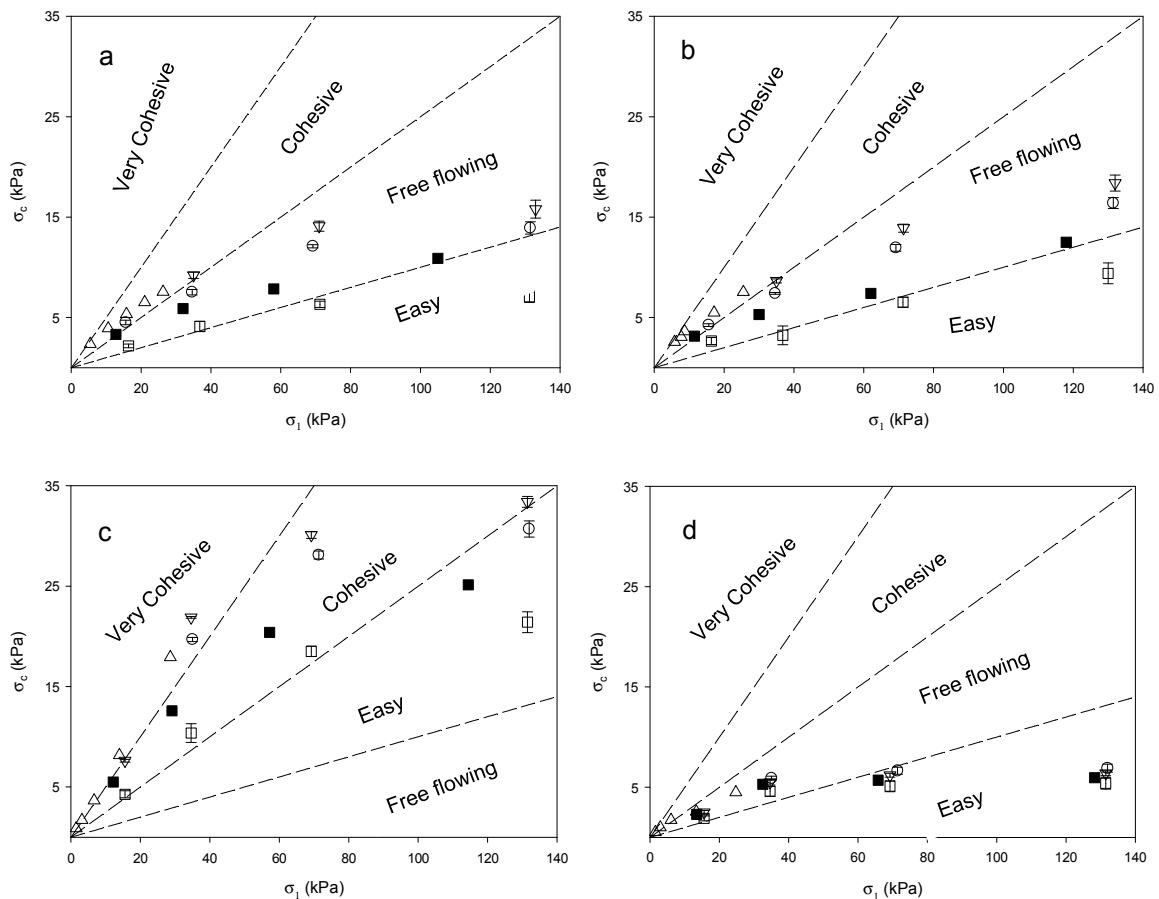 a
Very Cohesive
Cohesive
Free flowing
Easy
35
25
15
5
σc (kPa)
0
20
40
60
80
100
120
140
σ1 (kPa)
b
Very Cohesive
Cohesive
Free flowing
Easy
35
25
15
5
σc (kPa)
0
20
40
60
80
100
120
140
σ1 (kPa)
c
Very Cohesive
Cohesive
Easy
Free flowing
35
25
15
5
σc (kPa)
0
20
40
60
80
100
120
140
σ1 (kPa)
d
Very Cohesive
Cohesive
Free flowing
Easy
35
25
15
5
σc (kPa)
0
20
40
60
80
100
120
140
σ1 (kPa)